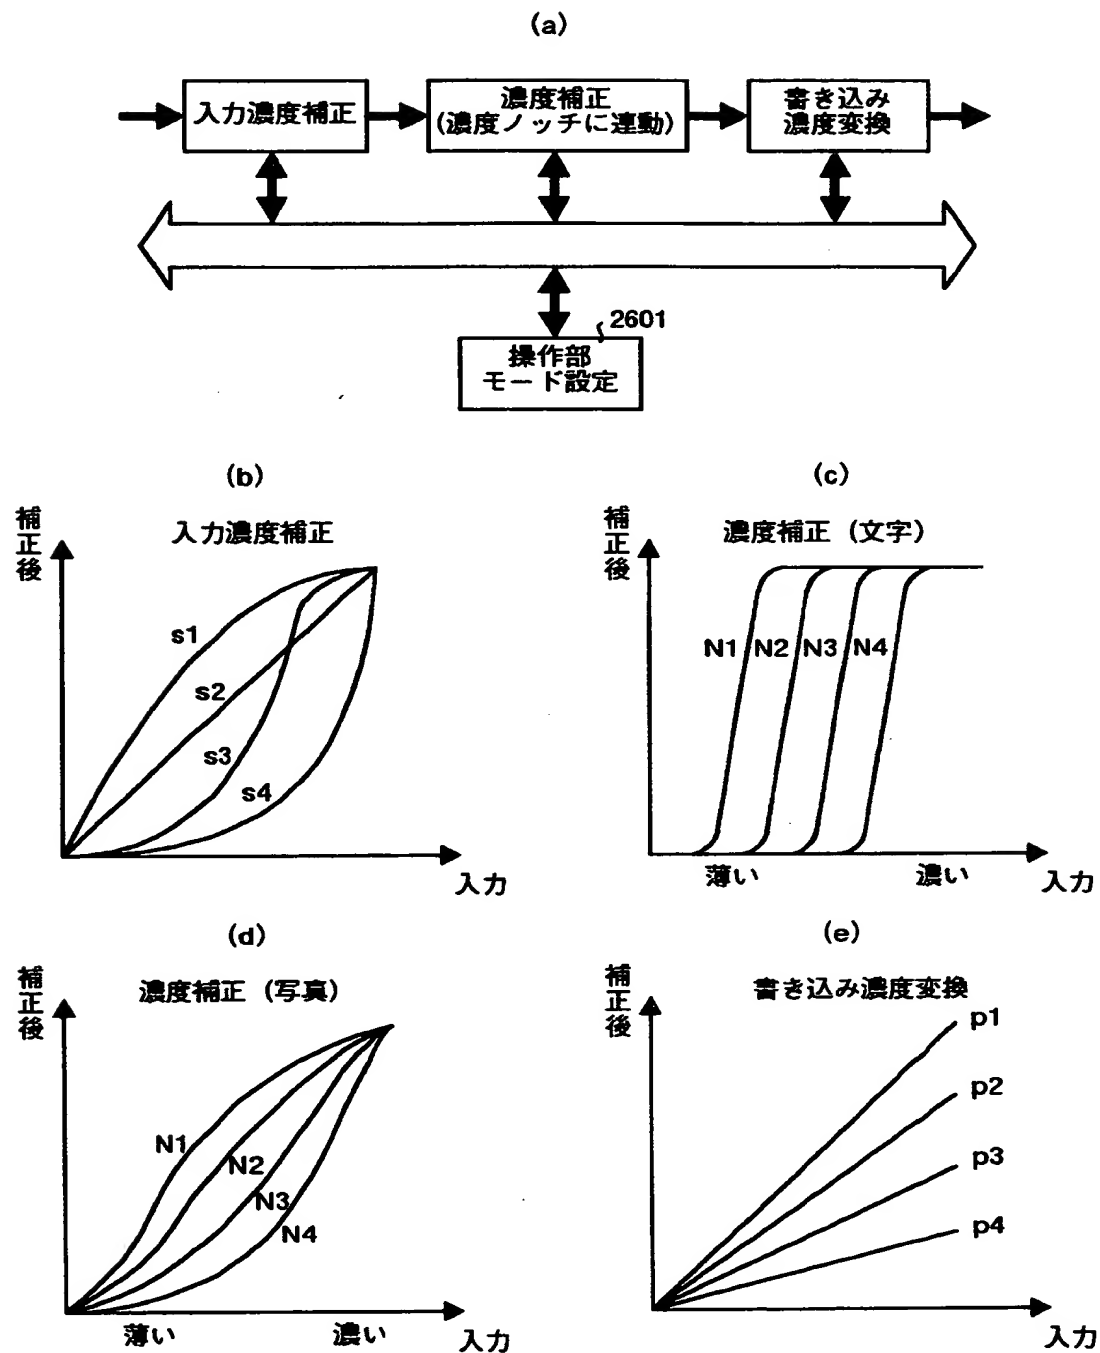 (a)
入力濃度補正
濃度補正
(濃度ノッチに連動)
書き込み
濃度変換
2601
操作部
モード設定
(b)
入力濃度補正
補正後
s1
s2
s3
s4
入力
(c)
濃度補正 (文字)
補正後
N1
N2
N3
N4
薄い
濃い
入力
(d)
濃度補正 (写真)
補正後
N1
N2
N3
N4
薄い
濃い
入力
(e)
書き込み濃度変換
補正後
p1
p2
p3
p4
入力